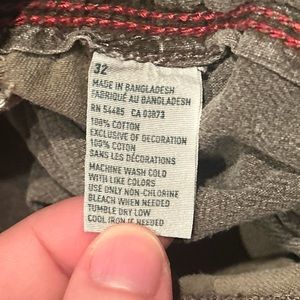 32
MADE IN BANGLADESH
FABRIQUÉ AU BANGLADESH
RN 54485 CA 03873
100% COTTON
EXCLUSIVE OF DECORATION
100% COTON
SANS LES DÉCORATIONS
MACHINE WASH COLD
WITH LIKE COLORS
USE ONLY NON-CHLORINE
BLEACH WHEN NEEDED
TUMBLE DRY LOW
COOL IRON IF NEEDED